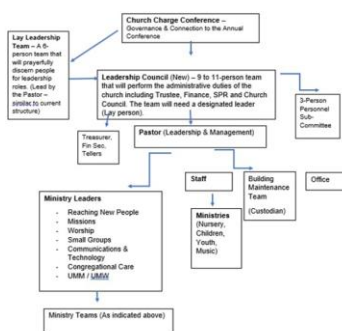 Church Charge Conference –
Governance & Connection to the Annual
Conference
Lay Leadership
Team – A 6-
person team that
will prayerfully
discern people
for leadership
roles. (Lead by
the Pastor –
similar to current
structure)
Leadership Council (New) – 9 to 11-person team
that will perform the administrative duties of the
church including Trustee, Finance, SPR and Church
Council. The team will need a designated leader
(Lay person).
3-Person
Personnel
Sub-
Committee
Treasurer,
Fin Sec,
Tellers
Pastor (Leadership & Management)
Staff
Building
Maintenance
Team
(Custodian)
Office
Ministry Leaders
- Reaching New People
- Missions
- Worship
- Small Groups
- Communications &
Technology
- Congregational Care
- UMM / UMW
Ministries
(Nursery,
Children,
Youth,
Music)
Ministry Teams (As indicated above)